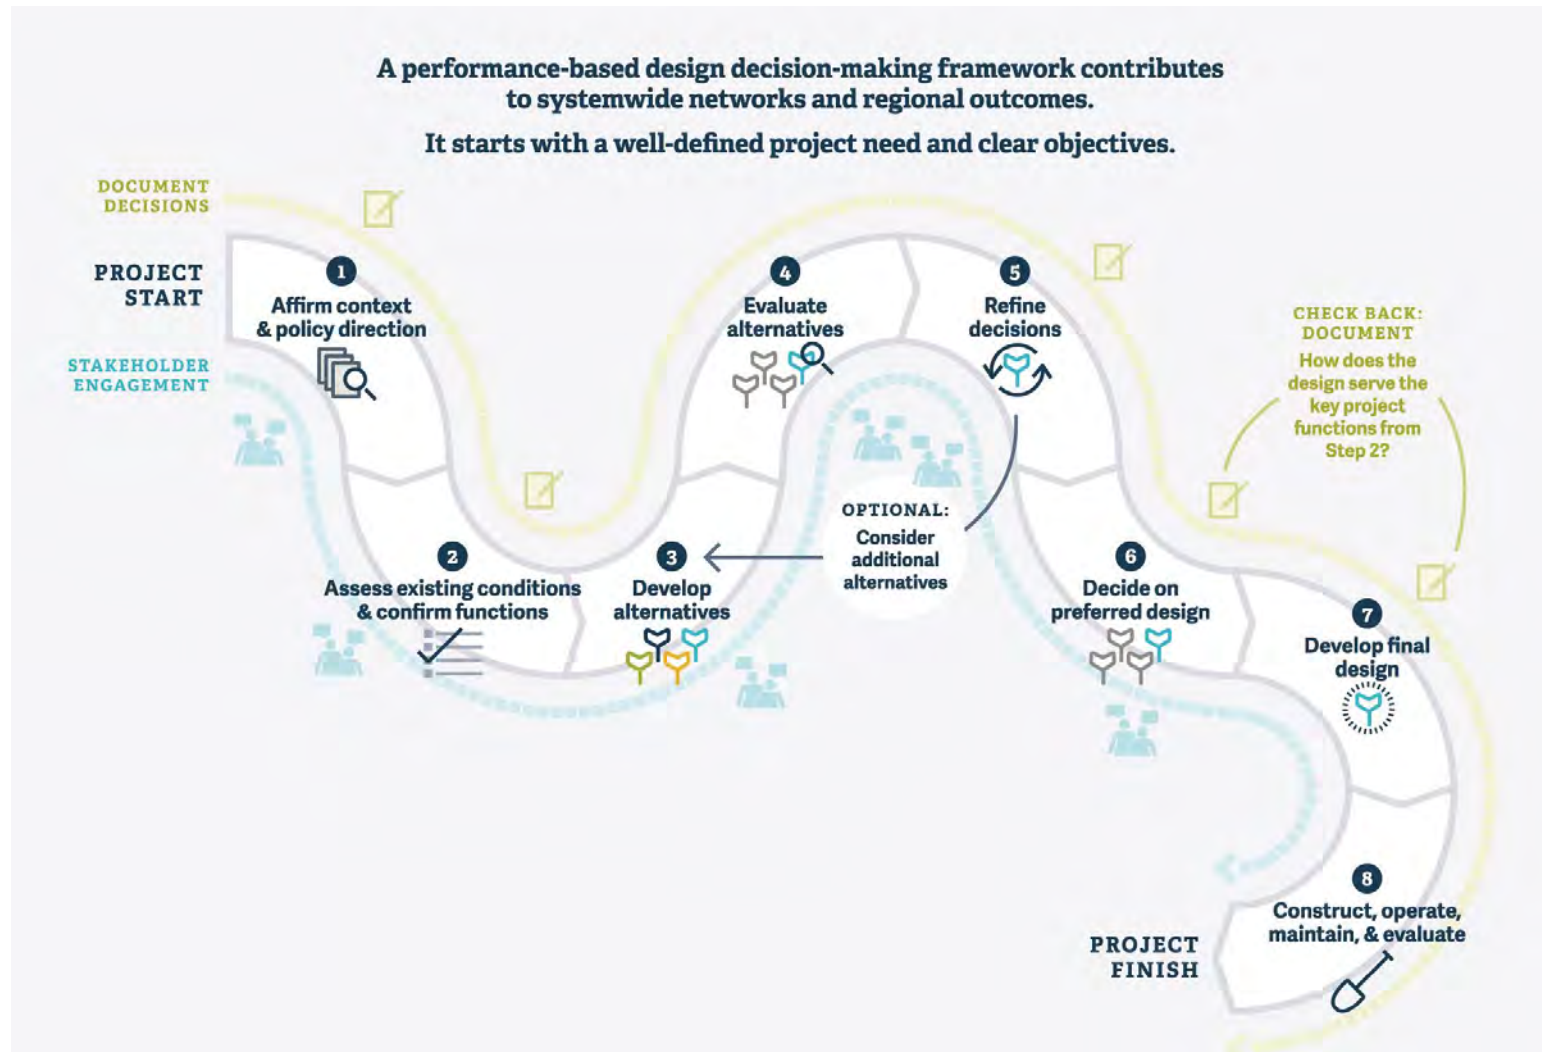 A performance-based design decision-making framework contributes
to systemwide networks and regional outcomes.
It starts with a well-defined project need and clear objectives.
DOCUMENT
DECISIONS
PROJECT
START
STAKEHOLDER
ENGAGEMENT
1
Affirm context
& policy direction
2
Assess existing conditions
& confirm functions
3
Develop
alternatives
4
Evaluate
alternatives
5
Refine
decisions
OPTIONAL:
Consider
additional
alternatives
6
Decide on
preferred design
CHECK BACK:
DOCUMENT
How does the
design serve the
key project
functions from
Step 2?
7
Develop final
design
8
Construct, operate,
maintain, & evaluate
PROJECT
FINISH